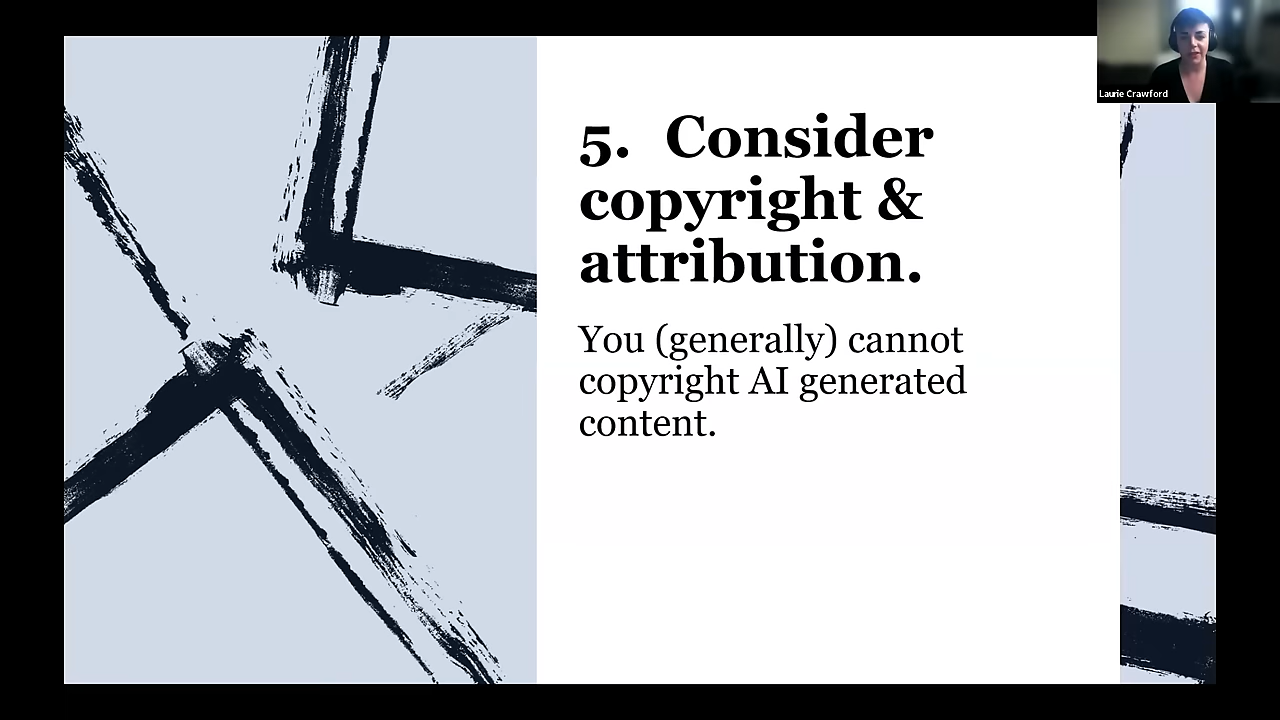 5. Consider
copyright &
attribution.
You (generally) cannot
copyright AI generated
content.
Laurie Crawford